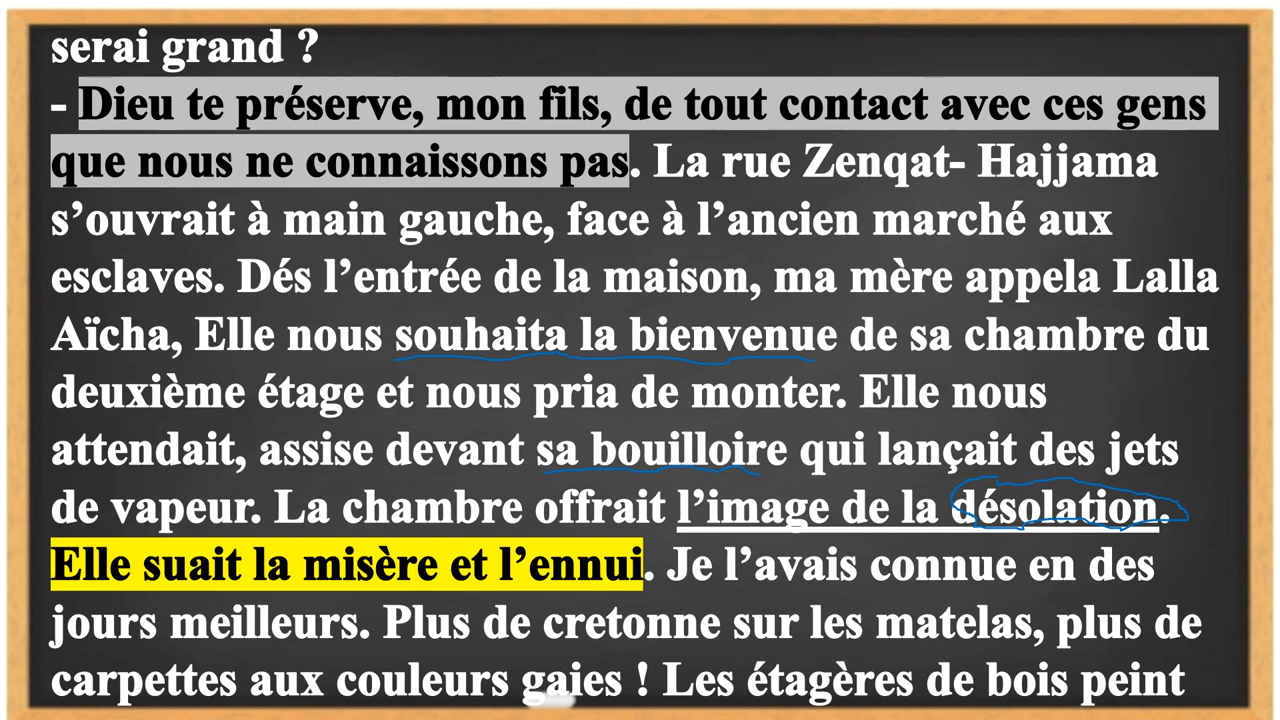 serai grand ?
- Dieu te préserve, mon fils, de tout contact avec ces gens
que nous ne connaissons pas. La rue Zenqat- Hajjama
s’ouvrait à main gauche, face à l’ancien marché aux
esclaves. Dés l’entrée de la maison, ma mère appela Lalla
Aïcha, Elle nous souhaita la bienvenue de sa chambre du
deuxième étage et nous pria de monter. Elle nous
attendait, assise devant sa bouilloire qui lançait des jets
de vapeur. La chambre offrait l’image de la désolation.
Elle suait la misère et l’ennui. Je l’avais connue en des
jours meilleurs. Plus de cretonne sur les matelas, plus de
carpettes aux couleurs gaies ! Les étagères de bois peint